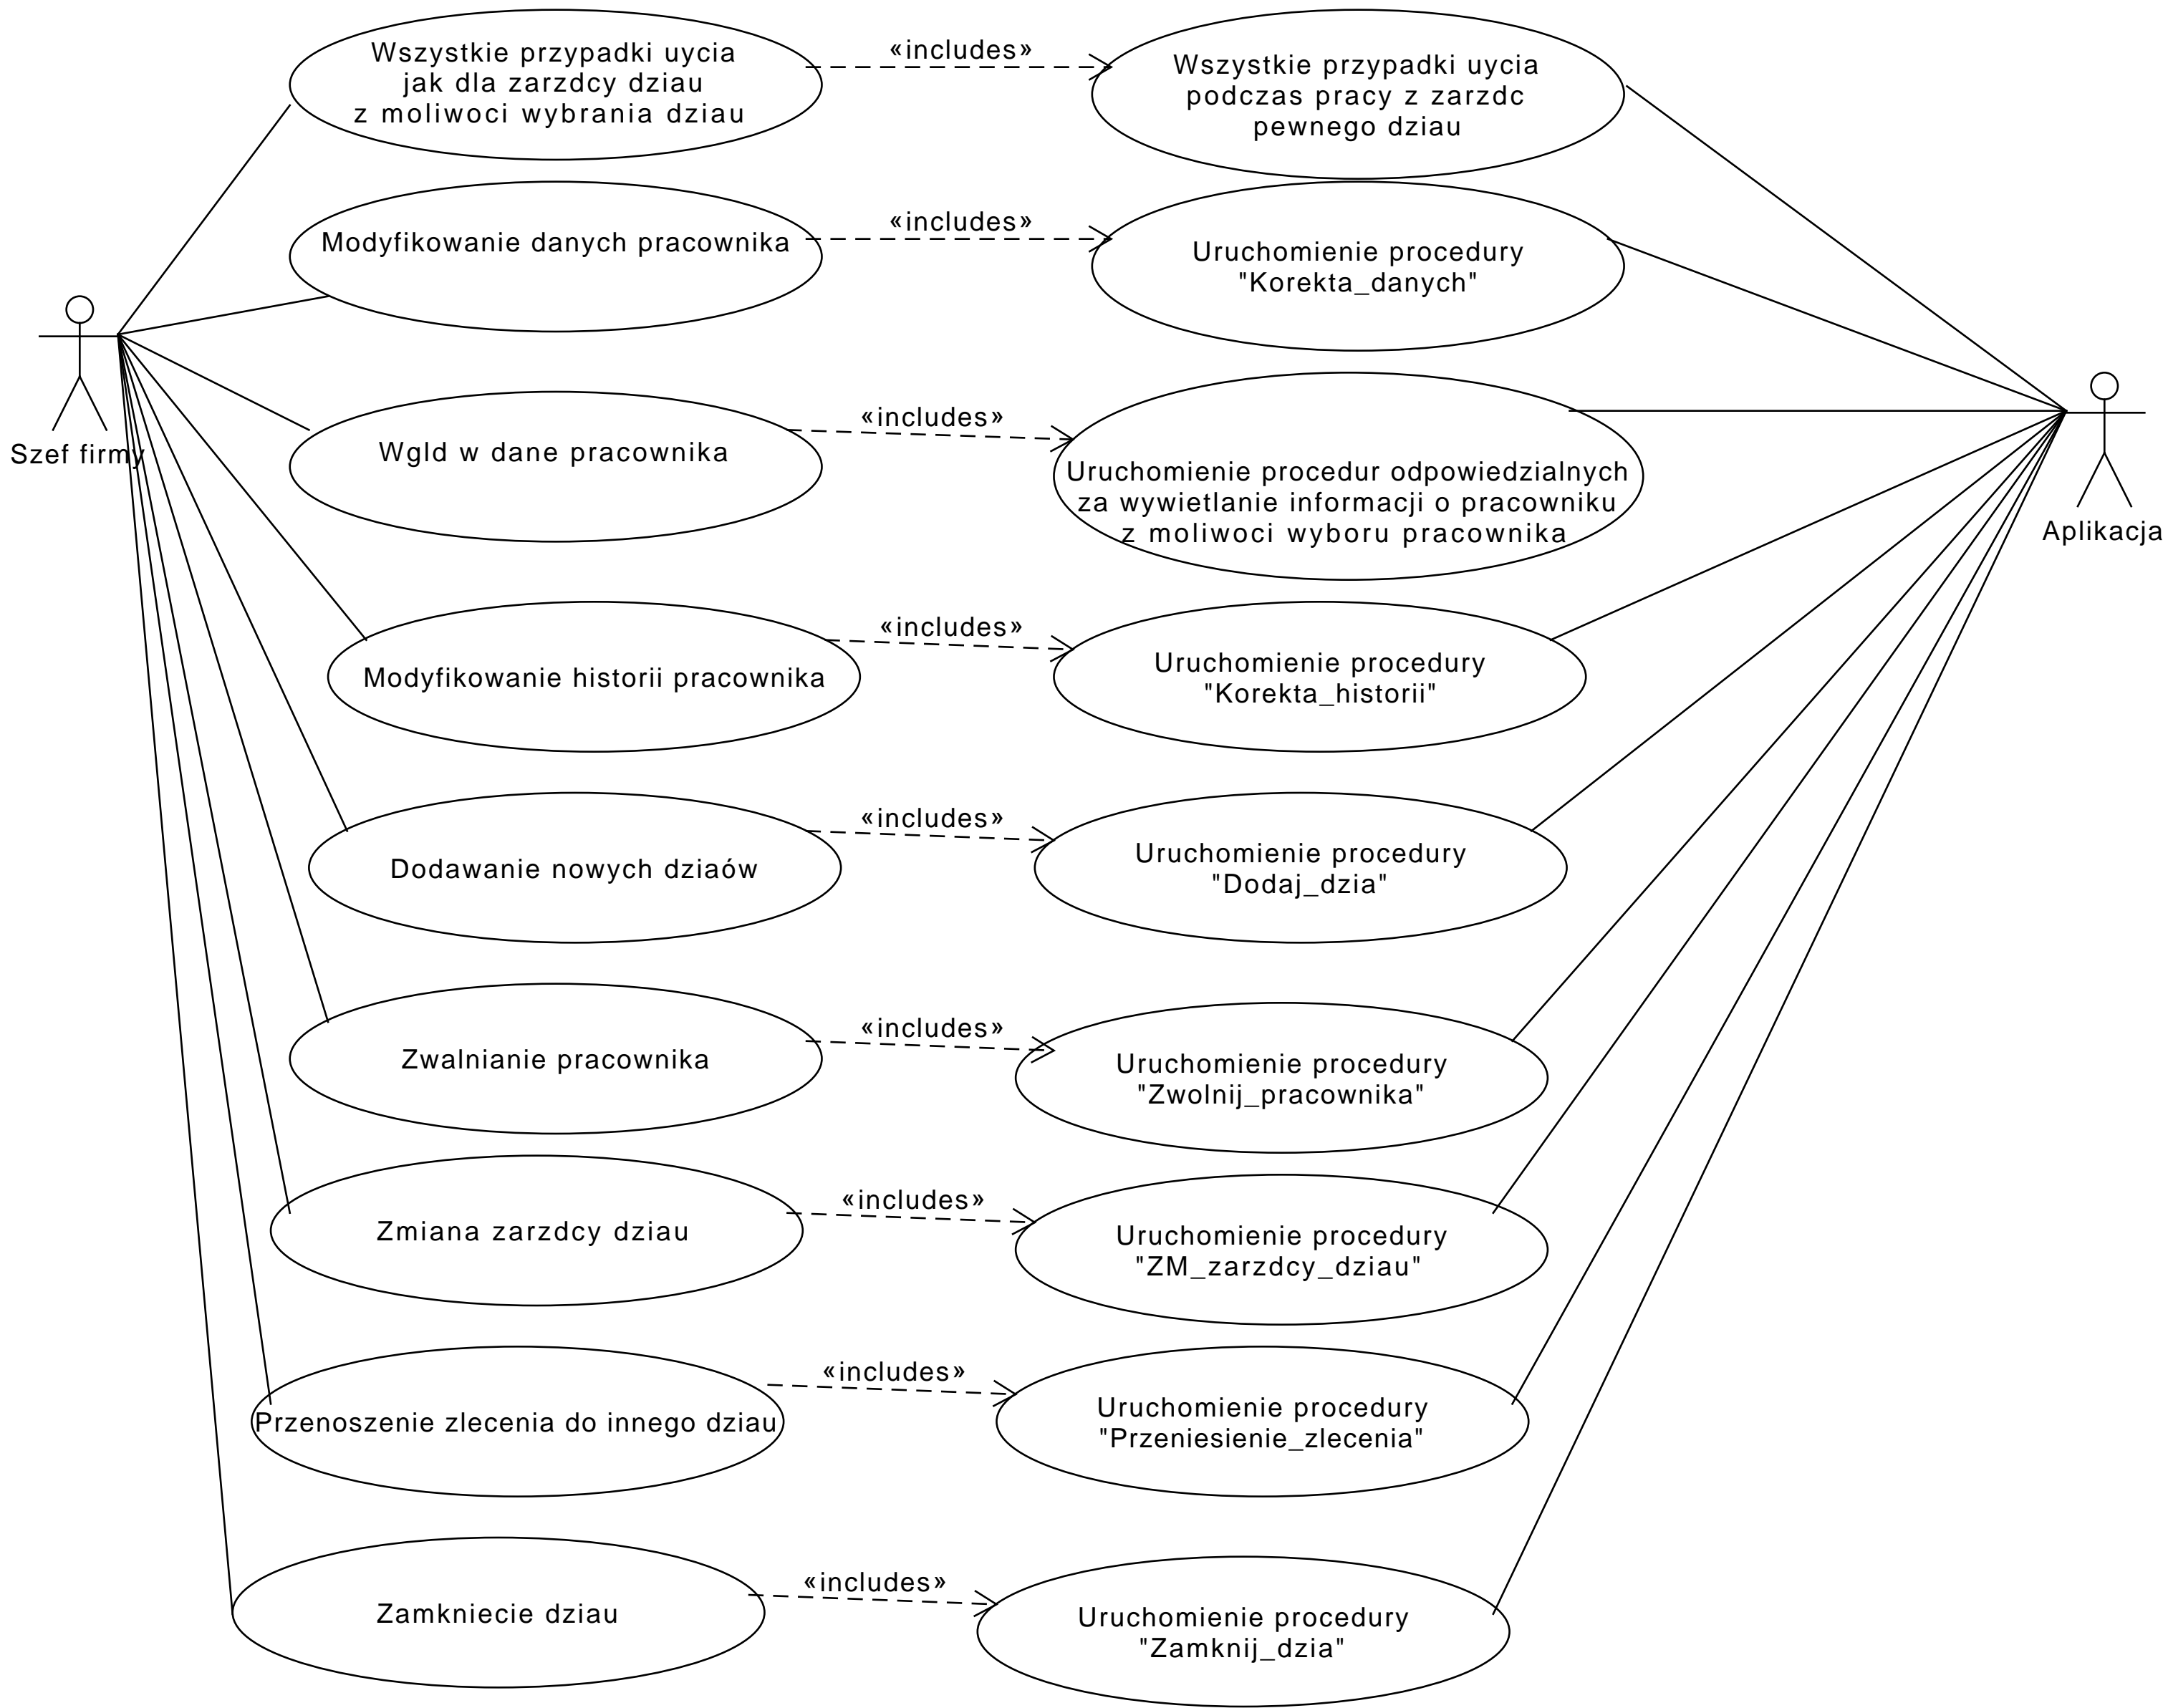 Wszystkie przypadki uycia
jak dla zarzdcy dziau
z moliwoci wybrania dziau
«includes»
Wszystkie przypadki uycia
podczas pracy z zarzdc
pewnego dziau
Modyfikowanie danych pracownika
«includes»
Uruchomienie procedury
"Korekta_danych"
Szef firmy
Wgld w dane pracownika
«includes»
Uruchomienie procedur odpowiedzialnych
za wywietlanie informacji o pracowniku
z moliwoci wyboru pracownika
Aplikacja
Modyfikowanie historii pracownika
«includes»
Uruchomienie procedury
"Korekta_historii"
Dodawanie nowych dziaów
«includes»
Uruchomienie procedury
"Dodaj_dzia"
Zwalnianie pracownika
«includes»
Uruchomienie procedury
"Zwolnij_pracownika"
Zmiana zarzdcy dziau
«includes»
Uruchomienie procedury
"ZM_zarzdcy_dziau"
Przenoszenie zlecenia do innego dziau
«includes»
Uruchomienie procedury
"Przeniesienie_zlecenia"
Zamkniecie dziau
«includes»
Uruchomienie procedury
"Zamknij_dzia"